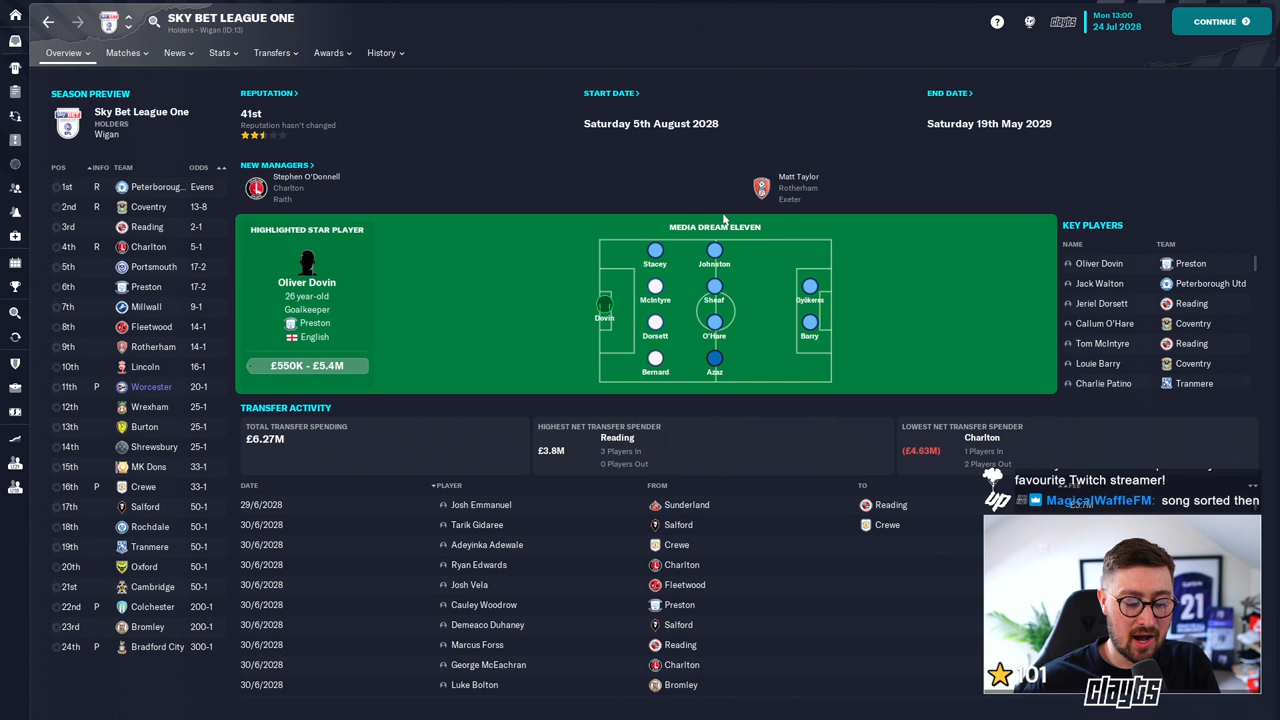 SKY BET LEAGUE ONE
Holders - Wigan (ID:13)
Mon 13:00
24 Jul 2028
CONTINUE
clayts
Overview
Matches
News
Stats
Transfers
Awards
History
SEASON PREVIEW
Sky Bet League One
HOLDERS
Wigan
REPUTATION
41st
Reputation hasn't changed
START DATE
Saturday 5th August 2028
END DATE
Saturday 19th May 2029
NEW MANAGERS
Stephen O'Donnell
Charlton
Raith
Matt Taylor
Rotherham
Exeter
POS INFO TEAM ODDS
1st R Peterboroug... Evens
2nd R Coventry 13-8
3rd Reading 2-1
4th R Charlton 5-1
5th Portsmouth 17-2
6th Preston 17-2
7th Millwall 9-1
8th Fleetwood 14-1
9th Rotherham 14-1
10th Lincoln 16-1
11th P Worcester 20-1
12th Wrexham 25-1
13th Burton 25-1
14th Shrewsbury 25-1
15th MK Dons 33-1
16th P Crewe 33-1
17th Salford 50-1
18th Rochdale 50-1
19th Tranmere 50-1
20th Oxford 50-1
21st Cambridge 50-1
22nd P Colchester 200-1
23rd Bromley 200-1
24th P Bradford City 300-1
HIGHLIGHTED STAR PLAYER
Oliver Dovin
26 year-old
Goalkeeper
Preston
English
£550K - £5.4M
MEDIA DREAM ELEVEN
Stacey
Johnston
McIntyre
Sheaf
Gyökeres
Dovin
Dorsett
O'Hare
Barry
Bernard
Azaz
KEY PLAYERS
NAME TEAM
Oliver Dovin Preston
Jack Walton Peterborough Utd
Jeriel Dorsett Reading
Callum O'Hare Coventry
Tom McIntyre Reading
Louie Barry Coventry
Charlie Patino Tranmere
TRANSFER ACTIVITY
TOTAL TRANSFER SPENDING
£6.27M
HIGHEST NET TRANSFER SPENDER
£3.8M
Reading
3 Players In
0 Players Out
LOWEST NET TRANSFER SPENDER
(£4.63M)
Charlton
1 Players In
2 Players Out
DATE PLAYER FROM TO
29/6/2028 Josh Emmanuel Sunderland Reading
30/6/2028 Tarik Gidaree Salford Crewe
30/6/2028 Adeyinka Adewale Crewe
30/6/2028 Ryan Edwards Charlton
30/6/2028 Josh Vela Fleetwood
30/6/2028 Cauley Woodrow Preston
30/6/2028 Demeaco Duhaney Salford
30/6/2028 Marcus Forss Reading
30/6/2028 George McEachran Charlton
30/6/2028 Luke Bolton Bromley
favourite Twitch streamer!
UP MagicalWaffleFM: song sorted then
21
101
clayts